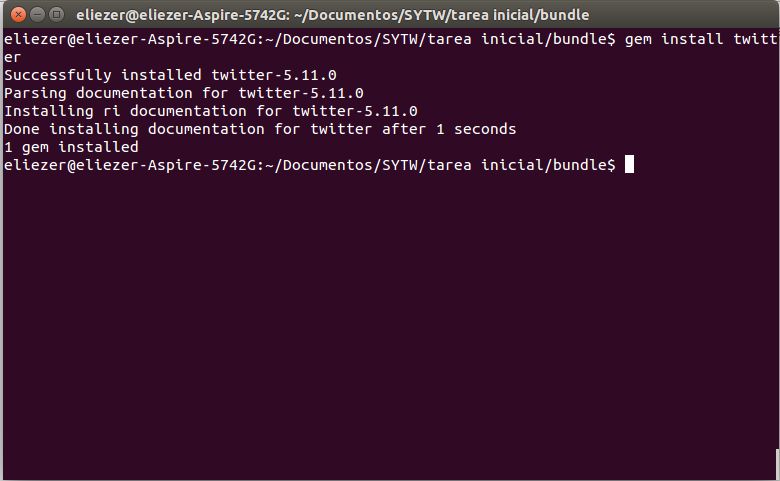 eliezer@eliezer-Aspire-5742G: ~/Documentos/SYTW/tarea inicial/bundle
eliezer@eliezer-Aspire-5742G:~/Documentos/SYTW/tarea inicial/bundle$ gem install twitt
er
Successfully installed twitter-5.11.0
Parsing documentation for twitter-5.11.0
Installing ri documentation for twitter-5.11.0
Done installing documentation for twitter after 1 seconds
1 gem installed
eliezer@eliezer-Aspire-5742G:~/Documentos/SYTW/tarea inicial/bundle$